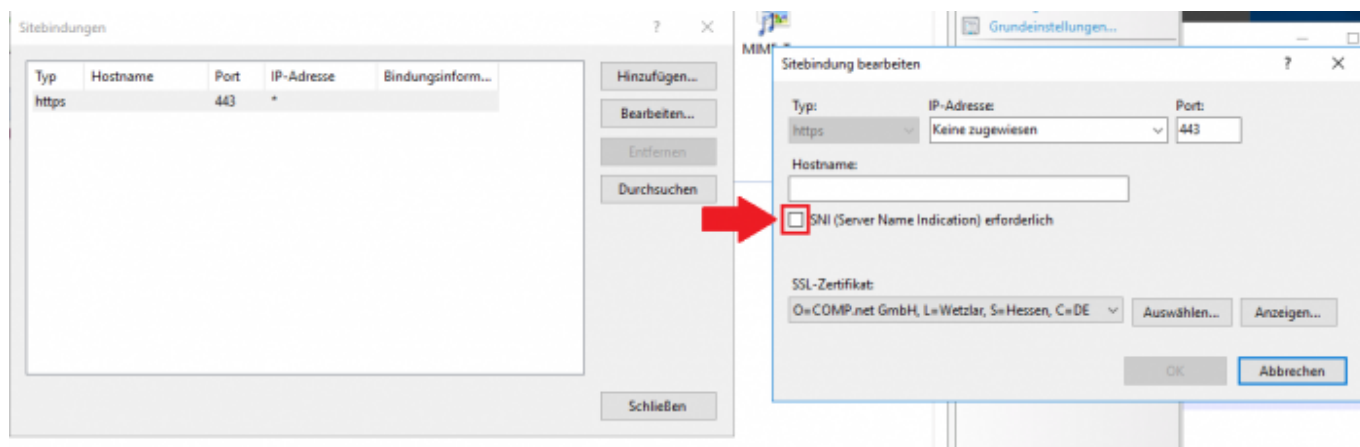 Sitebindungen
Typ Hostname Port IP-Adresse Bindungsinform...
https 443 *
Hinzufügen...
Bearbeiten...
Entfernen
Durchsuchen
Schließen
Grundeinstellungen...
Sitebindung bearbeiten
Typ: IP-Adresse: Port:
https Keine zugewiesen 443
Hostname:
SNI (Server Name Indication) erforderlich
SSL-Zertifikat:
O=COMP.net GmbH, L=Wetzlar, S=Hessen, C=DE Auswählen... Anzeigen...
OK Abbrechen